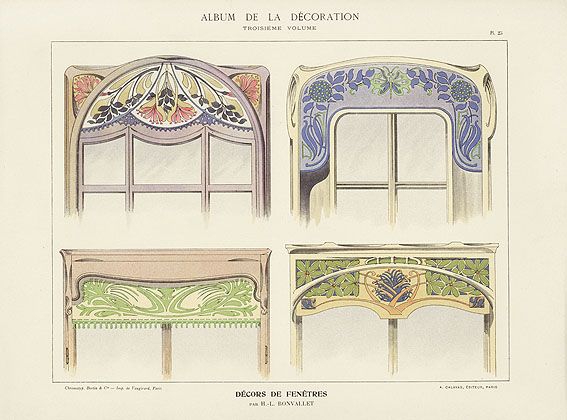 ALBUM DE LA DÉCORATION
TROISIÈME VOLUME
Pl. 25
Chromotyp. Bertin & Cie — Imp. de Vaugirard, Paris
A. CALAVAS, ÉDITEUR, PARIS
DÉCORS DE FENÊTRES
PAR H.-L. BONVALLET